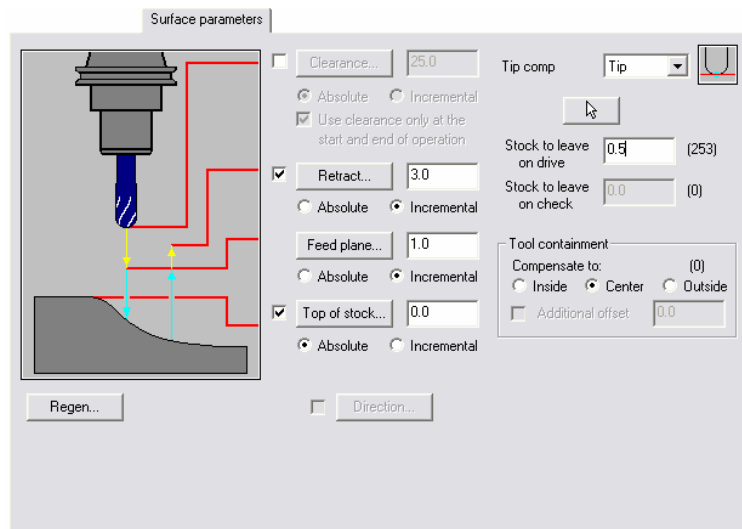 Surface parameters
Clearance...
25.0
Absolute
Incremental
Use clearance only at the
start and end of operation
Retract...
3.0
Absolute
Incremental
Feed plane...
1.0
Absolute
Incremental
Top of stock...
0.0
Absolute
Incremental
Tip comp
Tip
Stock to leave
on drive
0.5
(253)
Stock to leave
on check
0.0
(0)
Tool containment
Compensate to:
(0)
Inside
Center
Outside
Additional offset
0.0
Regen...
Direction...